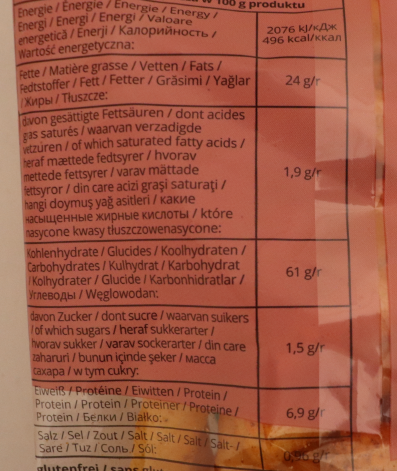 100 g produktu
Energie / Énergie / Energie / Energy /
Energi / Energi / Energi / Valoare
energetică / Enerji / Калорийность /
Wartość energetyczna:
2076 kJ/кДж
496 kcal/ккал
Fette / Matière grasse / Vetten / Fats /
Fedtstoffer / Fett / Fetter / Grăsimi / Yağlar
/ Жиры / Tłuszcze:
24 g/г
davon gesättigte Fettsäuren / dont acides
gras saturés / waarvan verzadigde
vetzuren / of which saturated fatty acids /
heraf mættede fedtsyrer / hvorav
mettede fettsyrer / varav mättade
fettsyror / din care acizi grași saturați /
hangi doymuş yağ asitleri / какие
насыщенные жирные кислоты / które
nasycone kwasy tłuszczowenasycone:
1,9 g/г
Kohlenhydrate / Glucides / Koolhydraten /
Carbohydrates / Kulhydrat / Karbohydrat
/ Kolhydrater / Glucide / Karbonhidratlar /
Углеводы / Węglowodan:
61 g/г
davon Zucker / dont sucre / waarvan suikers
/ of which sugars / heraf sukkerarter /
hvorav sukker / varav sockerarter / din care
zaharuri / bunun içinde şeker / масса
сахара / w tym cukry:
1,5 g/г
Eiweiß / Protéine / Eiwitten / Protein /
Protein / Protein / Proteiner / Proteine /
Protein / Белки / Białko:
6,9 g/г
Salz / Sel / Zout / Salt / Salt / Salt / Salt /
Sare / Tuz / Соль / Sól:
0,96 g/г
glutenfrei / sans